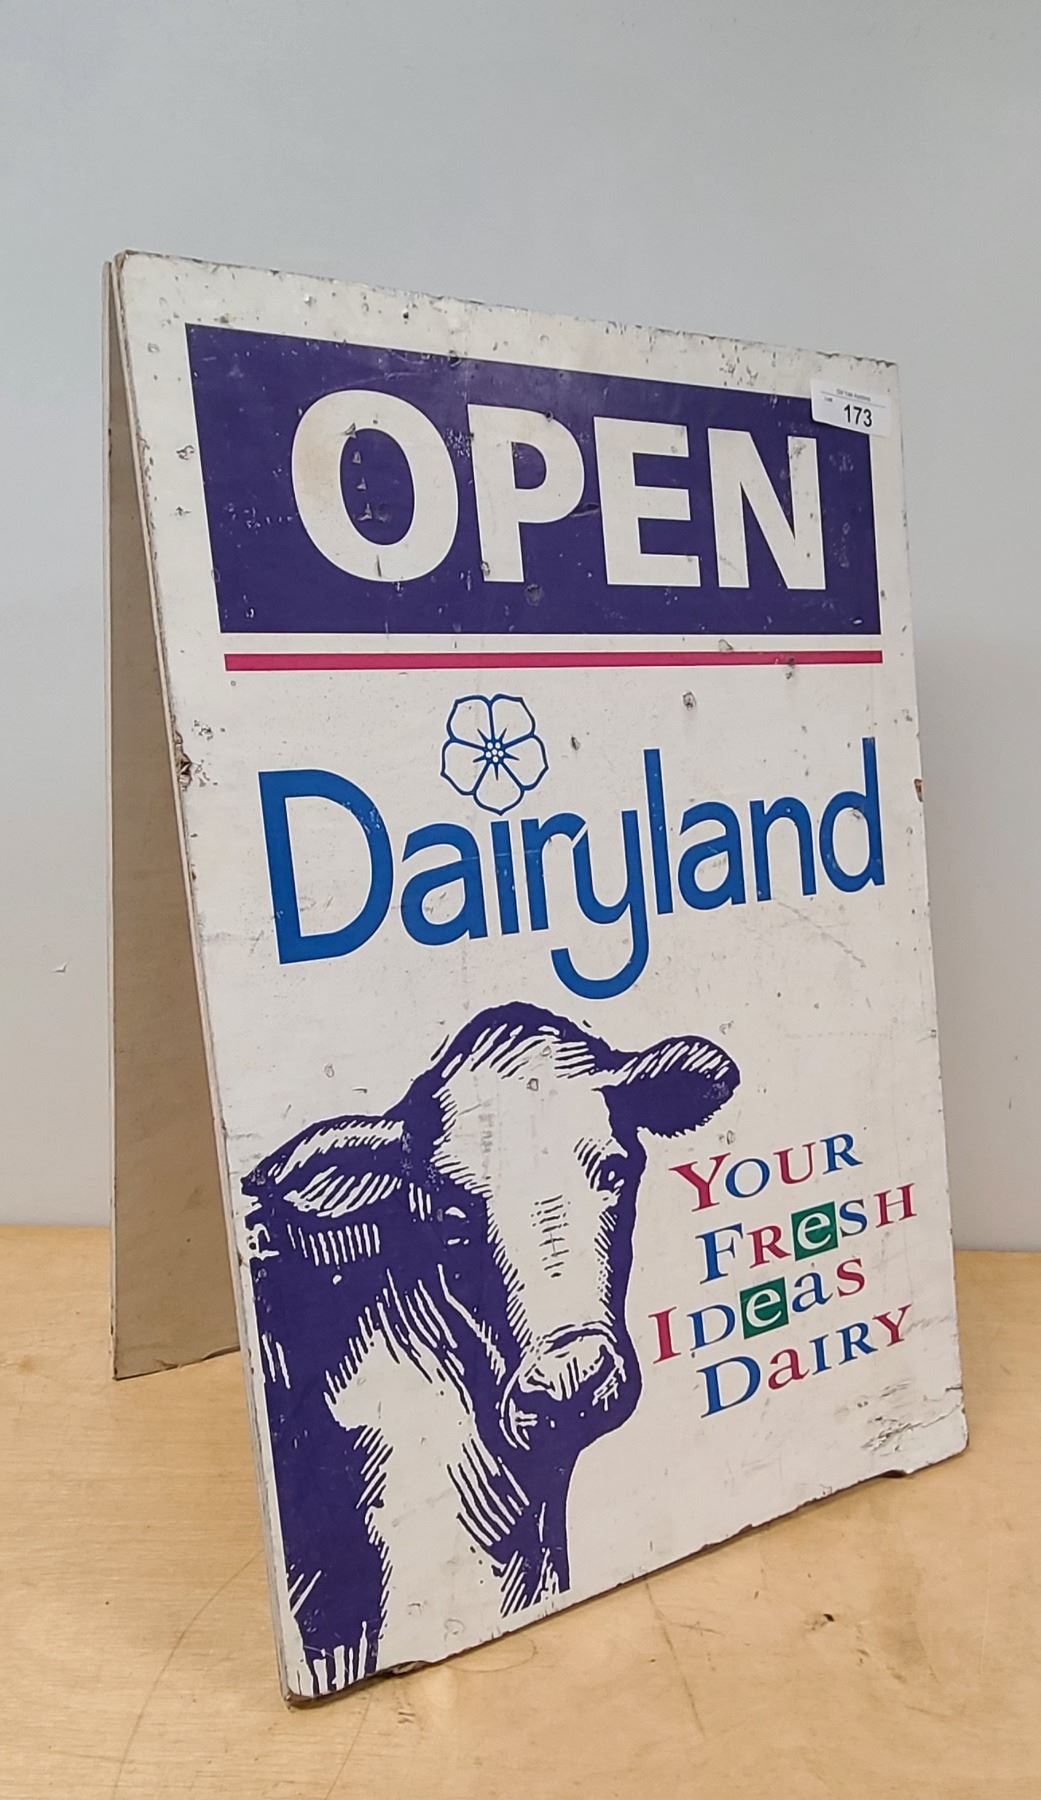 OPEN
173
Dairyland
YOUR
FReSH
IDeaS
DaIRY